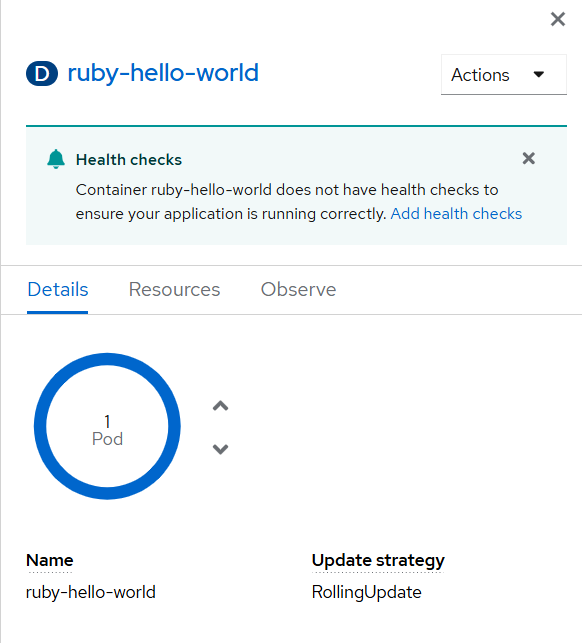 D ruby-hello-world
Actions
Health checks
Container ruby-hello-world does not have health checks to
ensure your application is running correctly. Add health checks
Details Resources Observe
1
Pod
Name
ruby-hello-world
Update strategy
RollingUpdate